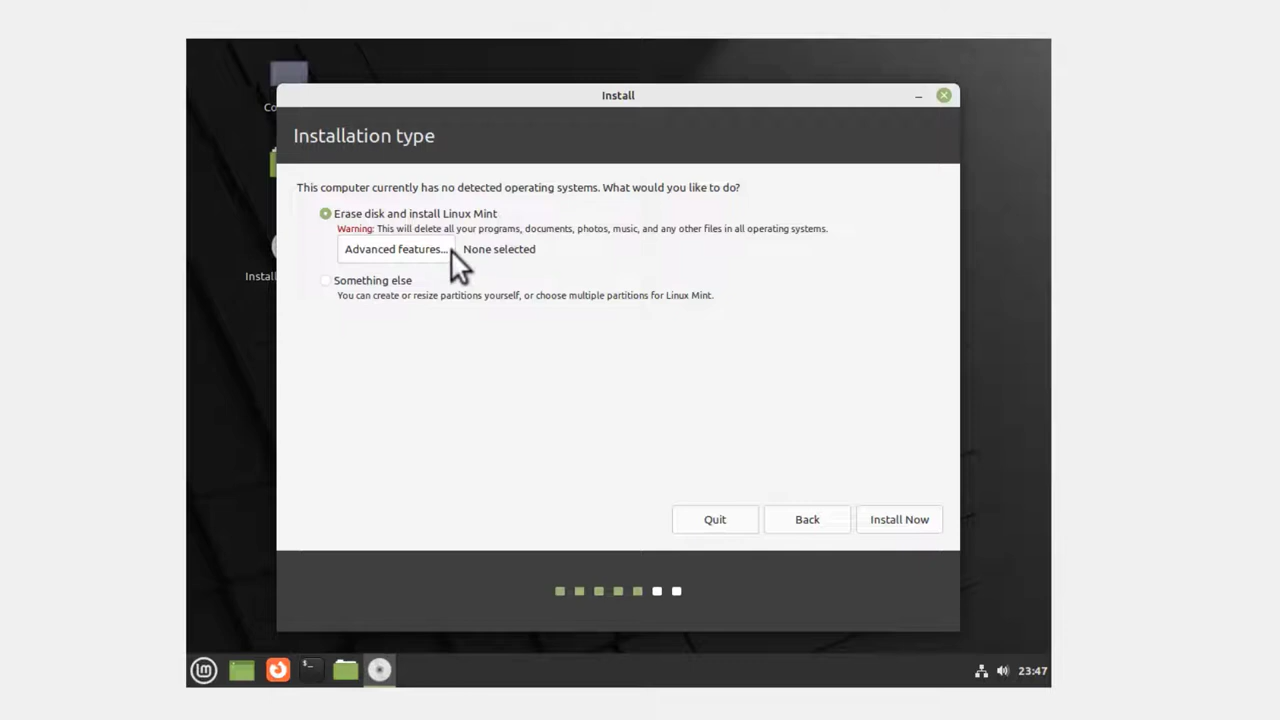 Install
Installation type
This computer currently has no detected operating systems. What would you like to do?
Erase disk and install Linux Mint
Warning: This will delete all your programs, documents, photos, music, and any other files in all operating systems.
Advanced features... None selected
Something else
You can create or resize partitions yourself, or choose multiple partitions for Linux Mint.
Install
Quit Back Install Now
23:47